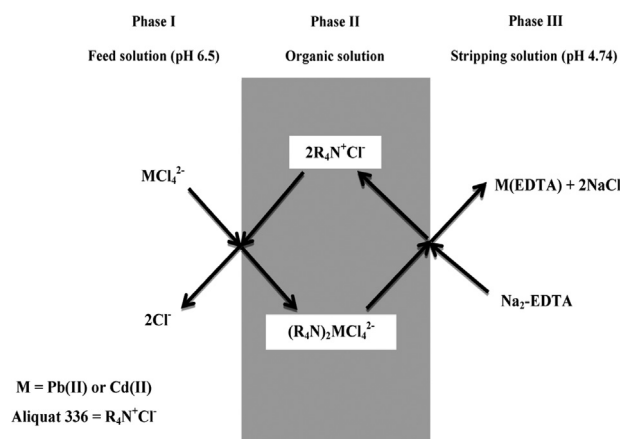 Phase I Phase II Phase III
Feed solution (pH 6.5) Organic solution Stripping solution (pH 4.74)
2R₄N⁺Cl⁻
MCl₄²⁻
M(EDTA) + 2NaCl
2Cl⁻
Na₂-EDTA
(R₄N)₂MCl₄²⁻
M = Pb(II) or Cd(II)
Aliquat 336 = R₄N⁺Cl⁻